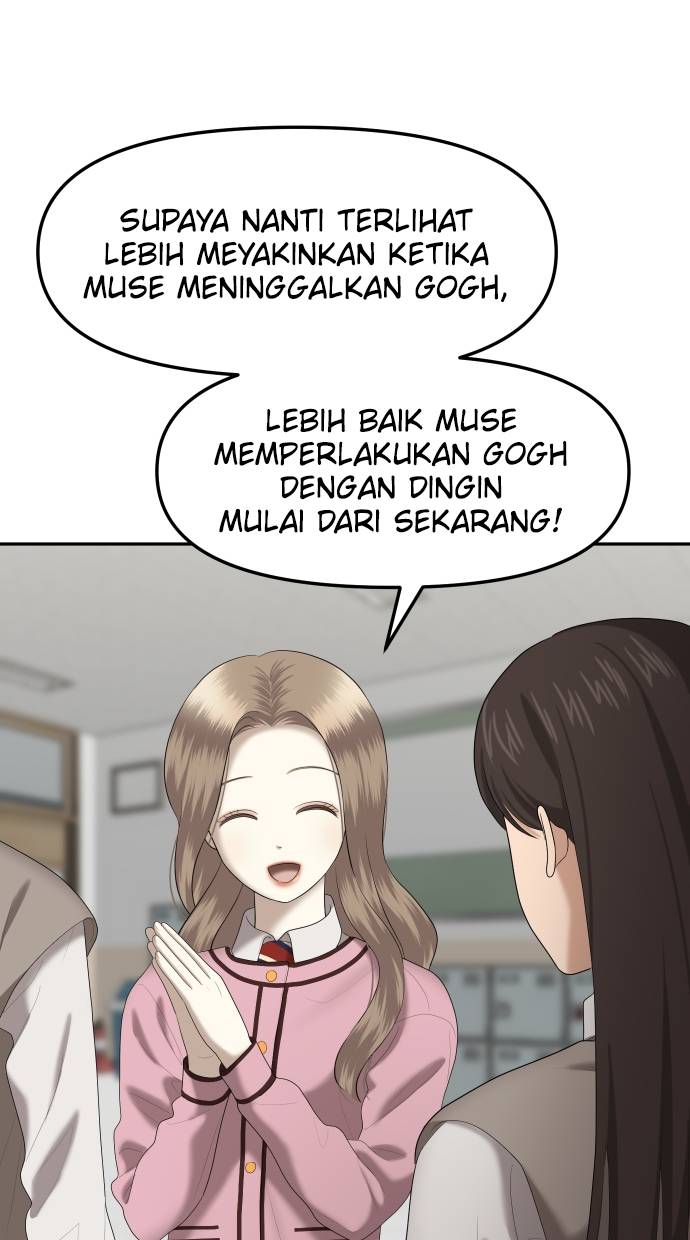 SUPAYA NANTI TERLIHAT
LEBIH MEYAKINKAN KETIKA
MUSE MENINGGALKAN GOGH,
LEBIH BAIK MUSE
MEMPERLAKUKAN GOGH
DENGAN DINGIN
MULAI DARI SEKARANG!